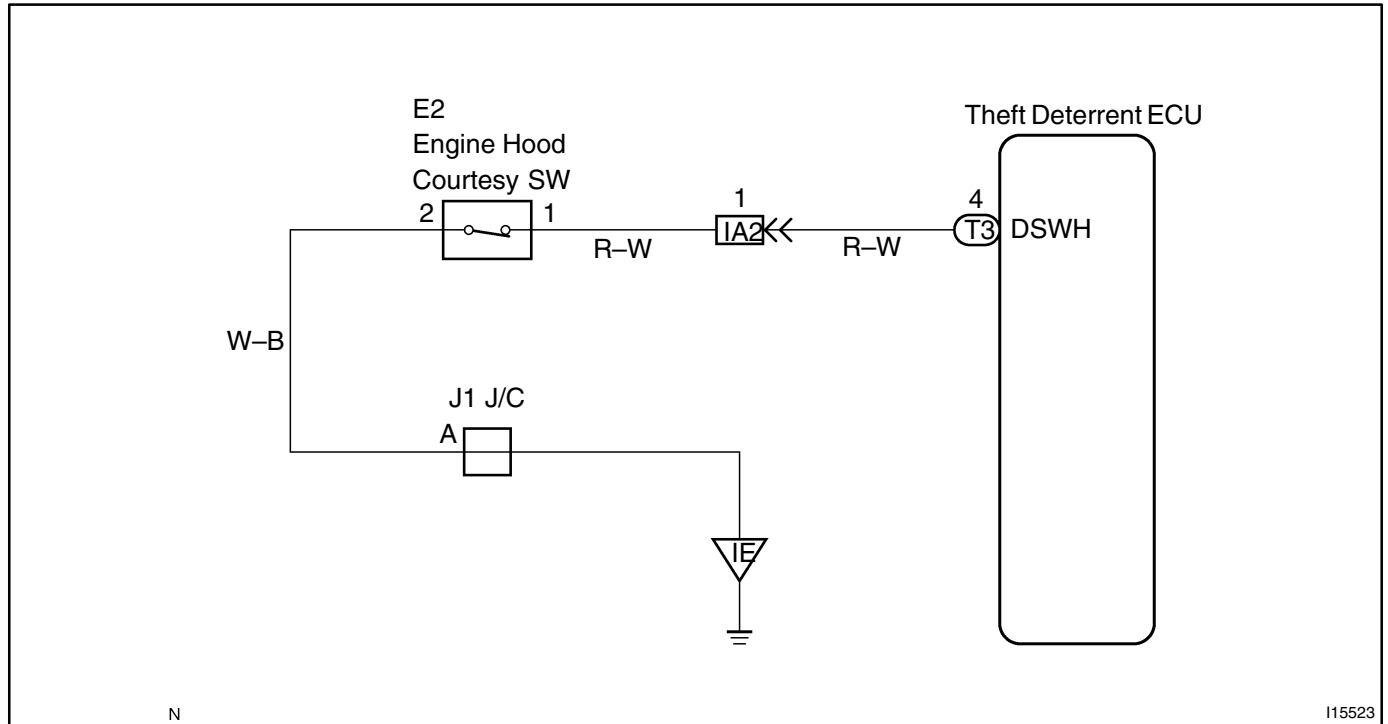 E2
Engine Hood
Courtesy SW
Theft Deterrent ECU
2
1
1
4
IA2
T3
DSWH
R–W
R–W
W–B
J1 J/C
A
IE
N
I15523